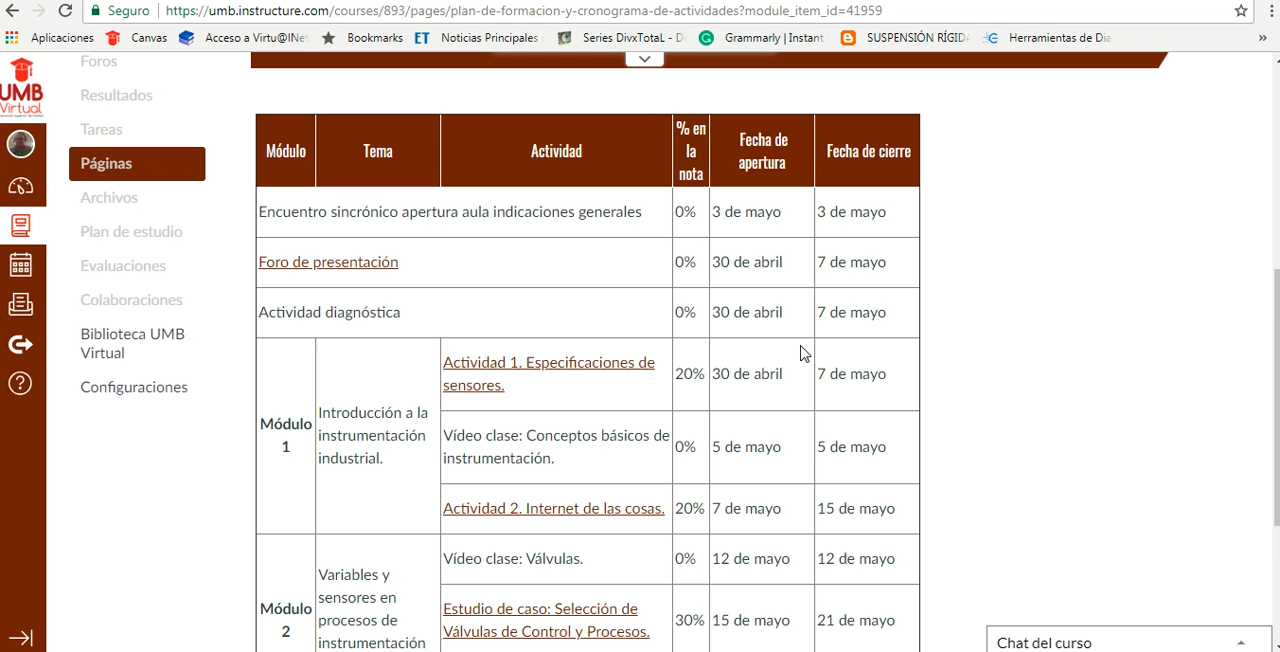 Seguro
https://umb.instructure.com/courses/893/pages/plan-de-formacion-y-cronograma-de-actividades?module_item_id=41959
Aplicaciones
Canvas
Acceso a Virtu@lNet
Bookmarks
ET
Noticias Principales
Series DivxTotaL - D
Grammarly | Instant
SUSPENSIÓN RÍGID
Herramientas de Dia
»
UMB
Virtual
Foros
Resultados
Tareas
Páginas
Archivos
Plan de estudio
Evaluaciones
Colaboraciones
Biblioteca UMB
Virtual
Configuraciones
Módulo
Tema
Actividad
% en
la
nota
Fecha de
apertura
Fecha de cierre
Encuentro sincrónico apertura aula indicaciones generales
0%
3 de mayo
3 de mayo
Foro de presentación
0%
30 de abril
7 de mayo
Actividad diagnóstica
0%
30 de abril
7 de mayo
Módulo
1
Introducción a la
instrumentación
industrial.
Actividad 1. Especificaciones de
sensores.
20%
30 de abril
7 de mayo
Vídeo clase: Conceptos básicos de
instrumentación.
0%
5 de mayo
5 de mayo
Actividad 2. Internet de las cosas.
20%
7 de mayo
15 de mayo
Módulo
2
Variables y
sensores en
procesos de
instrumentación
Vídeo clase: Válvulas.
0%
12 de mayo
12 de mayo
Estudio de caso: Selección de
Válvulas de Control y Procesos.
30%
15 de mayo
21 de mayo
Chat del curso